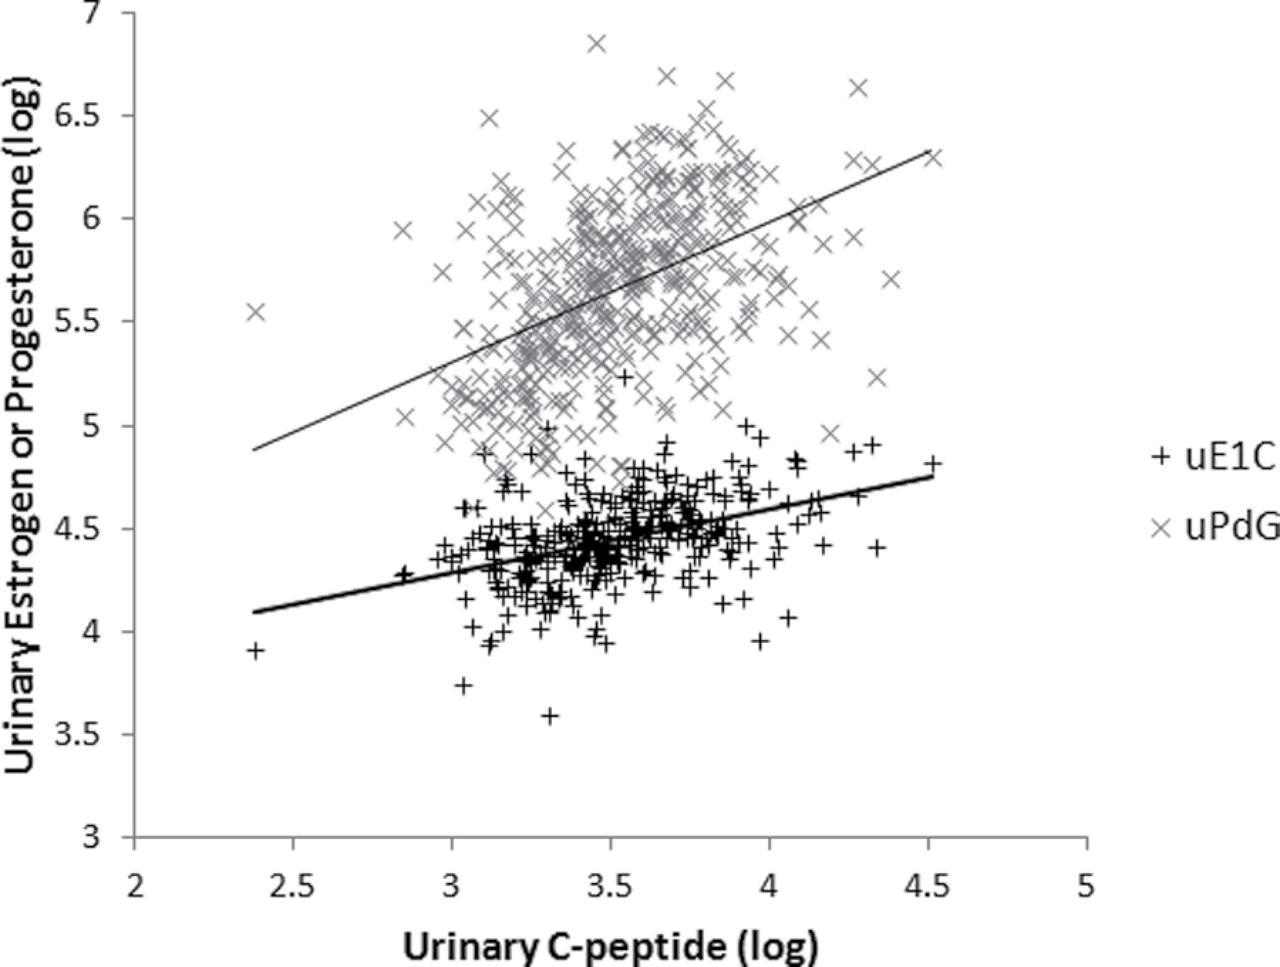 Urinary Estrogen or Progesterone (log)
7
6.5
6
5.5
5
4.5
4
3.5
3
2 2.5 3 3.5 4 4.5 5
Urinary C-peptide (log)
uE1C
uPdG